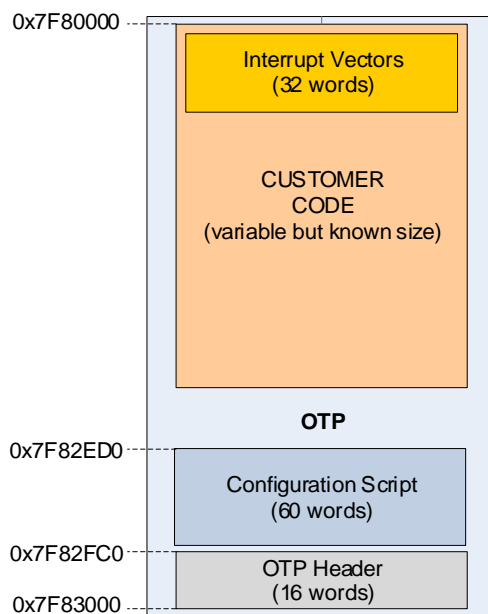 0x7F80000
Interrupt Vectors
(32 words)
CUSTOMER
CODE
(variable but known size)
OTP
0x7F82ED0
Configuration Script
(60 words)
0x7F82FC0
OTP Header
(16 words)
0x7F83000